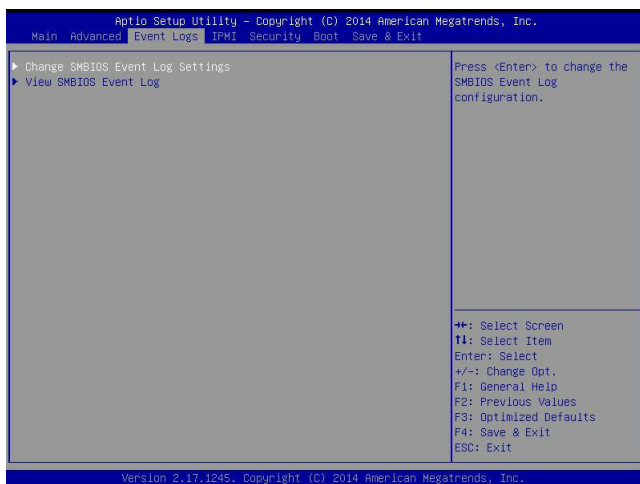 Aptio Setup Utility – Copyright (C) 2014 American Megatrends, Inc.
Main Advanced Event Logs IPMI Security Boot Save & Exit
▶ Change SMBIOS Event Log Settings
▶ View SMBIOS Event Log
Press <Enter> to change the
SMBIOS Event Log
configuration.
→←: Select Screen
↑↓: Select Item
Enter: Select
+/-: Change Opt.
F1: General Help
F2: Previous Values
F3: Optimized Defaults
F4: Save & Exit
ESC: Exit
Version 2.17.1245. Copyright (C) 2014 American Megatrends, Inc.